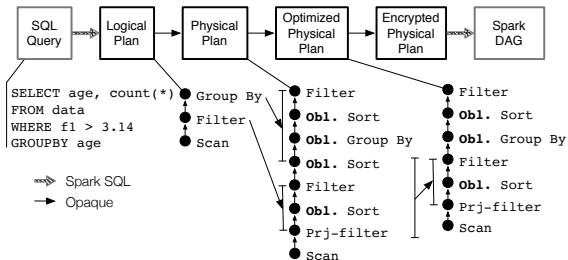 SQL
Query
Logical
Plan
Physical
Plan
Optimized
Physical
Plan
Encrypted
Physical
Plan
Spark
DAG
SELECT age, count(*)
FROM data
WHERE f1 > 3.14
GROUPBY age
Group By
Filter
Scan
Filter
Obl. Sort
Obl. Group By
Obl. Sort
Filter
Obl. Sort
Prj-filter
Scan
Filter
Obl. Sort
Obl. Group By
Filter
Obl. Sort
Prj-filter
Scan
Spark SQL
Opaque